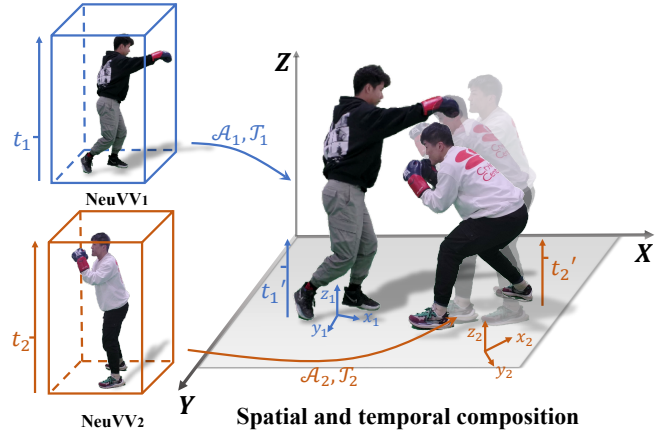 Z
t₁
𝒜₁, 𝒯₁
NeuVV₁
X
t₁′
t₂′
z₁
x₁
y₁
z₂
x₂
y₂
t₂
𝒜₂, 𝒯₂
Y
NeuVV₂
Spatial and temporal composition